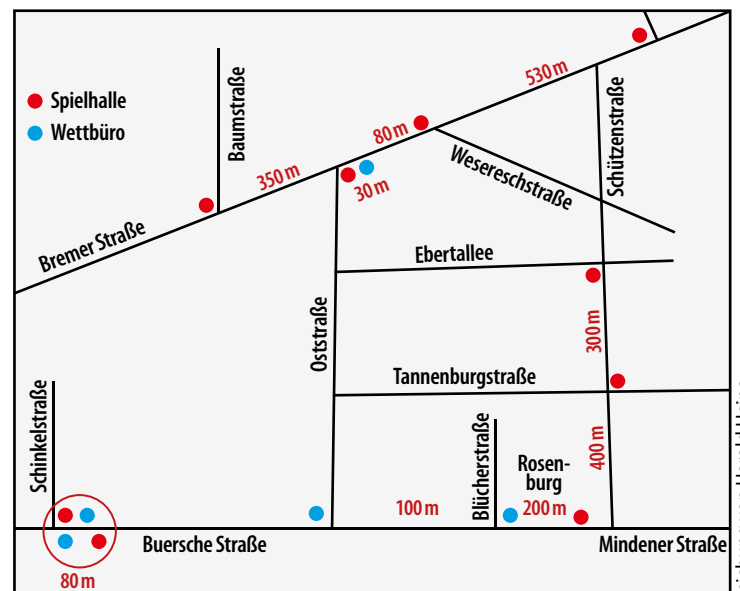 Spielhalle
Wettbüro
Baumstraße
530 m
80 m
350 m
30 m
Schützenstraße
Wesereschstraße
Bremer Straße
Ebertallee
Oststraße
300 m
Tannenburgstraße
Schinkelstraße
Blücherstraße
400 m
Rosen-
burg
100 m
200 m
Buersche Straße
Mindener Straße
80 m